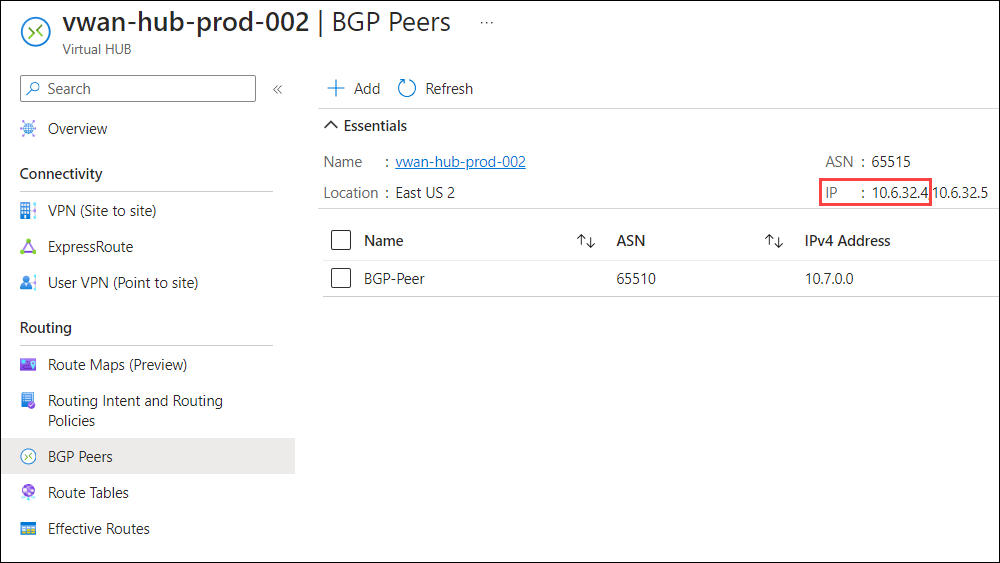 vwan-hub-prod-002 | BGP Peers ...
Virtual HUB
Search «
Overview
Connectivity
VPN (Site to site)
ExpressRoute
User VPN (Point to site)
Routing
Route Maps (Preview)
Routing Intent and Routing
Policies
BGP Peers
Route Tables
Effective Routes
Add Refresh
Essentials
Name : vwan-hub-prod-002 ASN : 65515
Location : East US 2 IP : 10.6.32.4 10.6.32.5
Name ASN IPv4 Address
BGP-Peer 65510 10.7.0.0